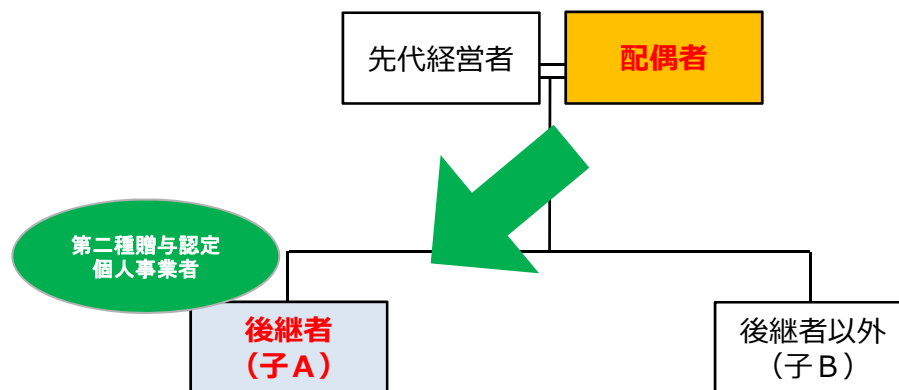 先代経営者
配偶者
第二種贈与認定
個人事業者
後継者
（子Ａ）
後継者以外
（子Ｂ）